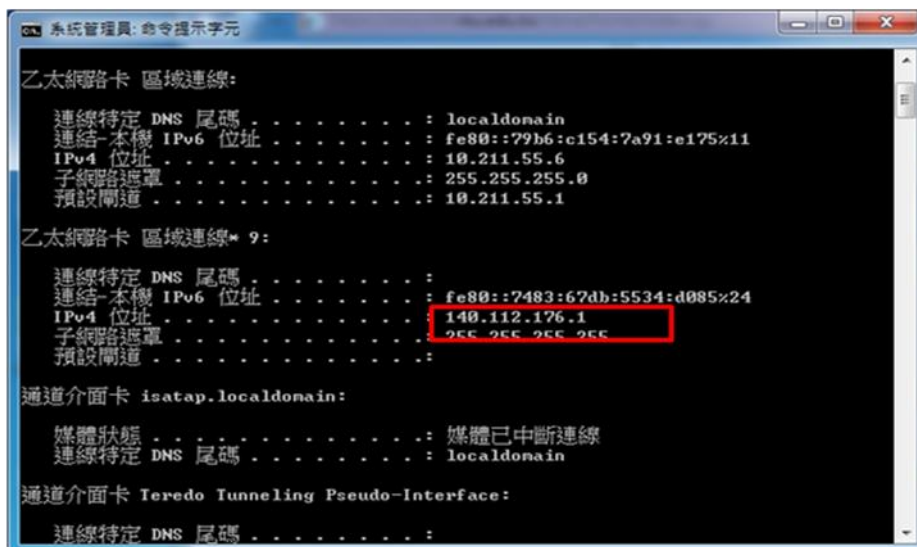 系統管理員: 命令提示字元
乙太網路卡 區域連線:
連線特定 DNS 尾碼 . . . . . . . . : localdomain
連結-本機 IPv6 位址 . . . . . . . : fe80::79b6:c154:7a91:e175%11
IPv4 位址 . . . . . . . . . . . . : 10.211.55.6
子網路遮罩 . . . . . . . . . . . .: 255.255.255.0
預設閘道 . . . . . . . . . . . . .: 10.211.55.1
乙太網路卡 區域連線* 9:
連線特定 DNS 尾碼 . . . . . . . . :
連結-本機 IPv6 位址 . . . . . . . : fe80::7483:67db:5534:d085%24
IPv4 位址 . . . . . . . . . . . . : 140.112.176.1
子網路遮罩 . . . . . . . . . . . .: 255.255.255.255
預設閘道 . . . . . . . . . . . . .:
通道介面卡 isatap.localdomain:
媒體狀態 . . . . . . . . . . . . .: 媒體已中斷連線
連線特定 DNS 尾碼 . . . . . . . . : localdomain
通道介面卡 Teredo Tunneling Pseudo-Interface:
連線特定 DNS 尾碼 . . . . . . . . :